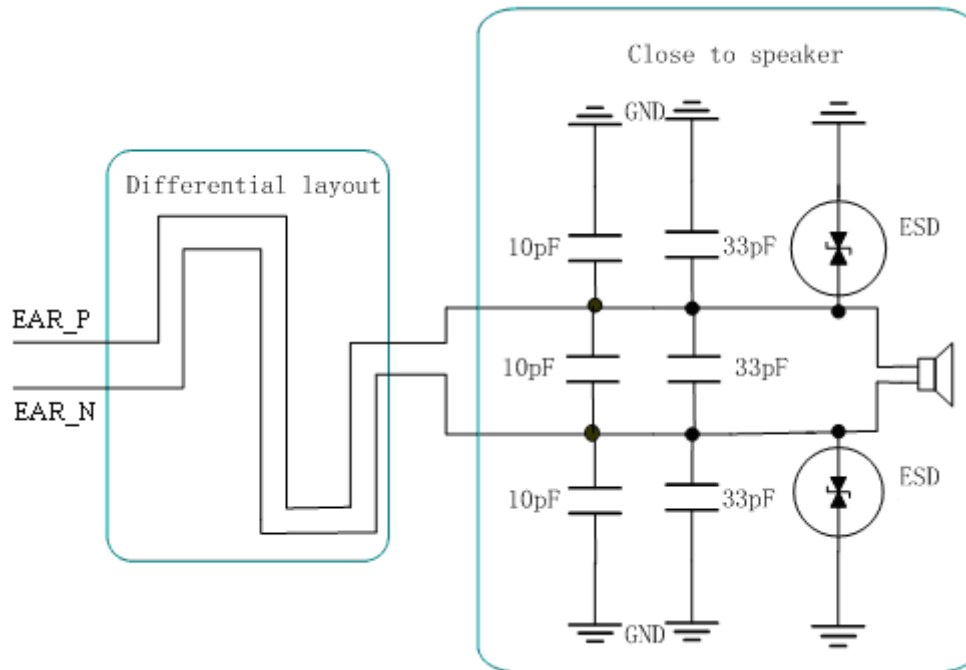 Close to speaker
GND
Differential layout
10pF
33pF
ESD
EAR_P
10pF
33pF
EAR_N
10pF
33pF
ESD
GND